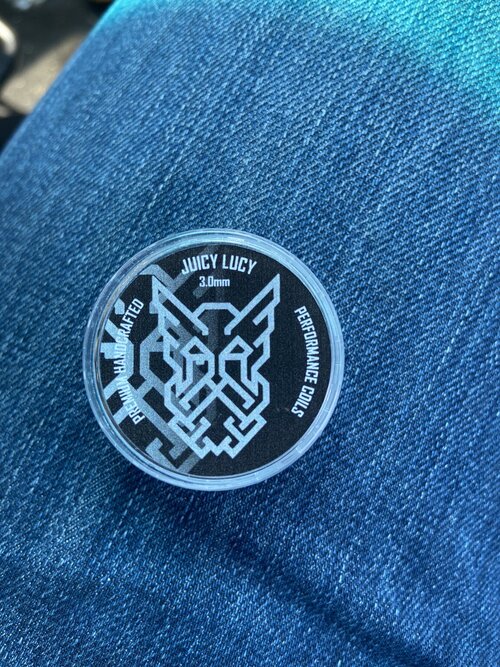 JUICY LUCY
3.0mm
PREMIUM HANDCRAFTED
PERFORMANCE COILS